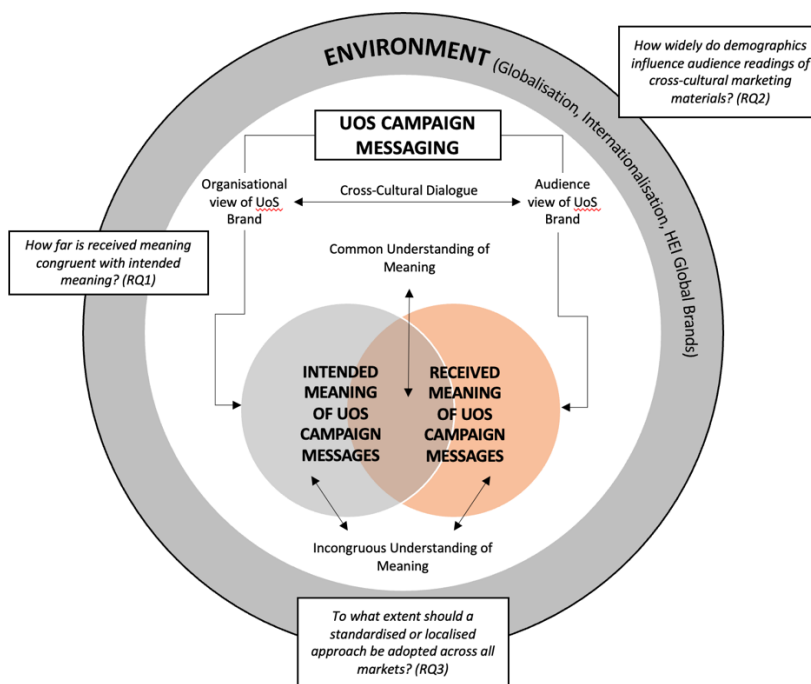 How widely do demographics
influence audience readings of
cross-cultural marketing
materials? (RQ2)
ENVIRONMENT (Globalisation, Internationalisation, HEI Global Brands)
UOS CAMPAIGN
MESSAGING
Organisational
view of UoS
Brand
Cross-Cultural Dialogue
Audience
view of UoS
Brand
How far is received meaning
congruent with intended
meaning? (RQ1)
Common Understanding of
Meaning
INTENDED
MEANING
OF UOS
CAMPAIGN
MESSAGES
RECEIVED
MEANING
OF UOS
CAMPAIGN
MESSAGES
Incongruous Understanding of
Meaning
To what extent should a
standardised or localised
approach be adopted across all
markets? (RQ3)